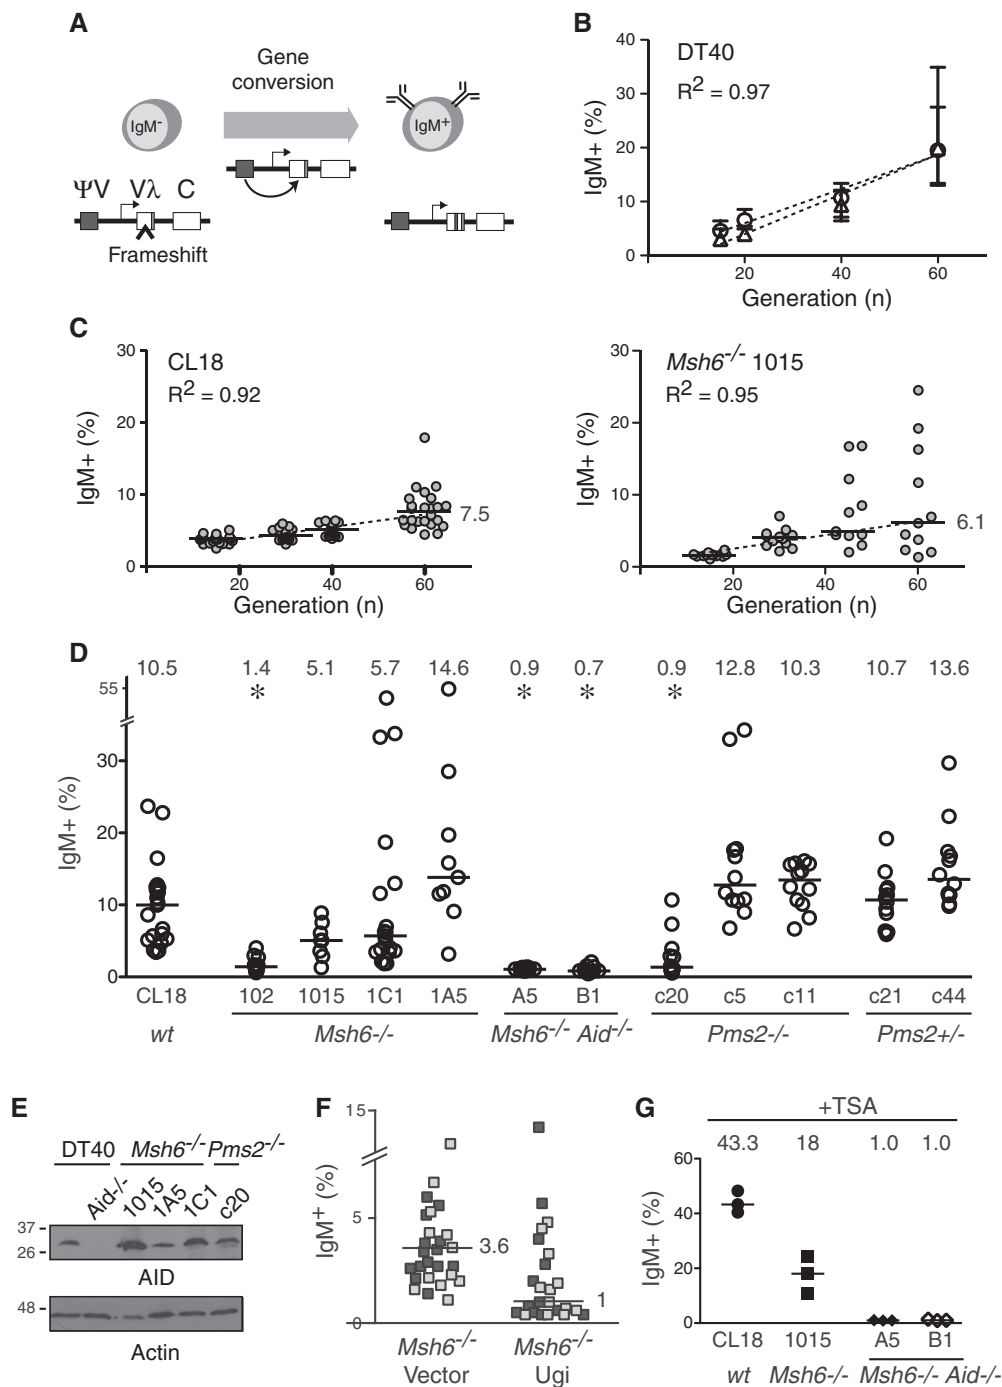 A
Gene
conversion
IgM-
IgM+
ΨV Vλ C
Frameshift
B
DT40
R2 = 0.97
IgM+ (%)
40
30
20
10
0
20 40 60
Generation (n)
C
CL18
R2 = 0.92
IgM+ (%)
30
20
10
0
7.5
20 40 60
Generation (n)
Msh6-/- 1015
R2 = 0.95
IgM+ (%)
30
20
10
0
6.1
20 40 60
Generation (n)
D
10.5 1.4 5.1 5.7 14.6 0.9 0.7 0.9 12.8 10.3 10.7 13.6
* * * *
IgM+ (%)
55
30
20
10
0
CL18 102 1015 1C1 1A5 A5 B1 c20 c5 c11 c21 c44
wt Msh6-/- Msh6-/- Aid-/- Pms2-/- Pms2+/-
E
DT40 Msh6-/- Pms2-/-
Aid-/- 1015 1A5 1C1 c20
37
26
AID
48
Actin
F
IgM+ (%)
15
5
0
3.6
1
Msh6-/- Msh6-/-
Vector Ugi
G
+TSA
43.3 18 1.0 1.0
IgM+ (%)
60
40
20
0
CL18 1015 A5 B1
wt Msh6-/- Msh6-/- Aid-/-